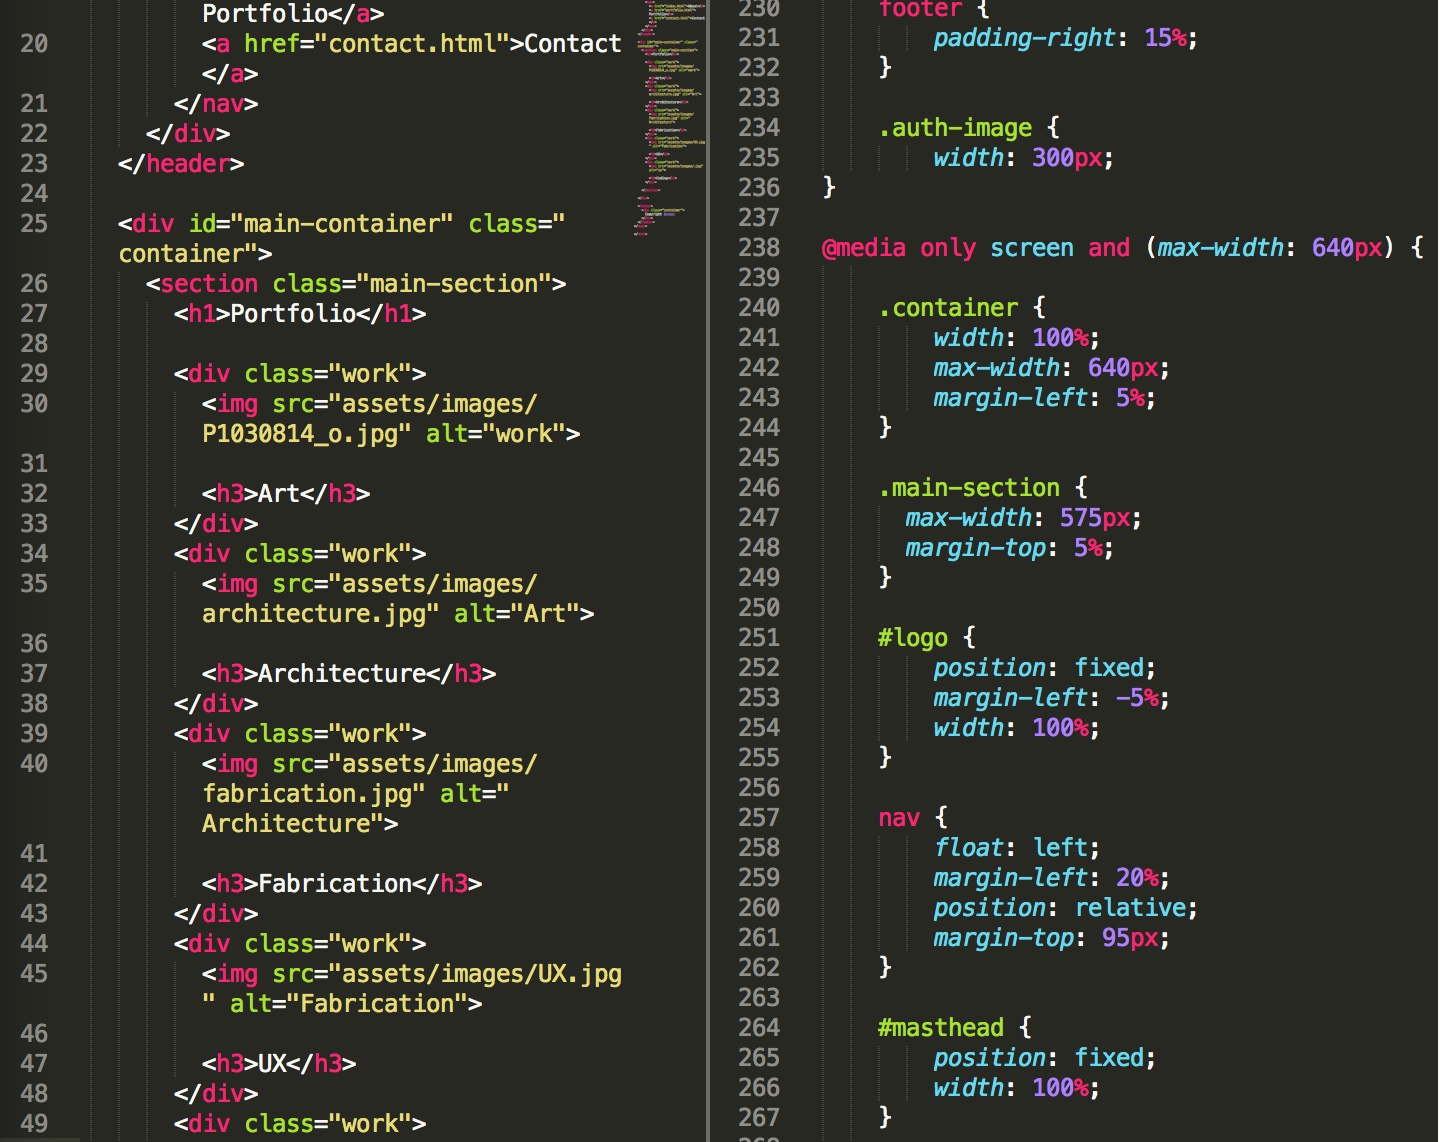 Portfolio</a>
20 <a href="contact.html">Contact
</a>
21 </nav>
22 </div>
23 </header>
24
25 <div id="main-container" class="
container">
26 <section class="main-section">
27 <h1>Portfolio</h1>
28
29 <div class="work">
30 <img src="assets/images/
P1030814_o.jpg" alt="work">
31
32 <h3>Art</h3>
33 </div>
34 <div class="work">
35 <img src="assets/images/
architecture.jpg" alt="Art">
36
37 <h3>Architecture</h3>
38 </div>
39 <div class="work">
40 <img src="assets/images/
fabrication.jpg" alt="
Architecture">
41
42 <h3>Fabrication</h3>
43 </div>
44 <div class="work">
45 <img src="assets/images/UX.jpg
" alt="Fabrication">
46
47 <h3>UX</h3>
48 </div>
49 <div class="work">
230 footer {
231 padding-right: 15%;
232 }
233
234 .auth-image {
235 width: 300px;
236 }
237
238 @media only screen and (max-width: 640px) {
239
240 .container {
241 width: 100%;
242 max-width: 640px;
243 margin-left: 5%;
244 }
245
246 .main-section {
247 max-width: 575px;
248 margin-top: 5%;
249 }
250
251 #logo {
252 position: fixed;
253 margin-left: -5%;
254 width: 100%;
255 }
256
257 nav {
258 float: left;
259 margin-left: 20%;
260 position: relative;
261 margin-top: 95px;
262 }
263
264 #masthead {
265 position: fixed;
266 width: 100%;
267 }